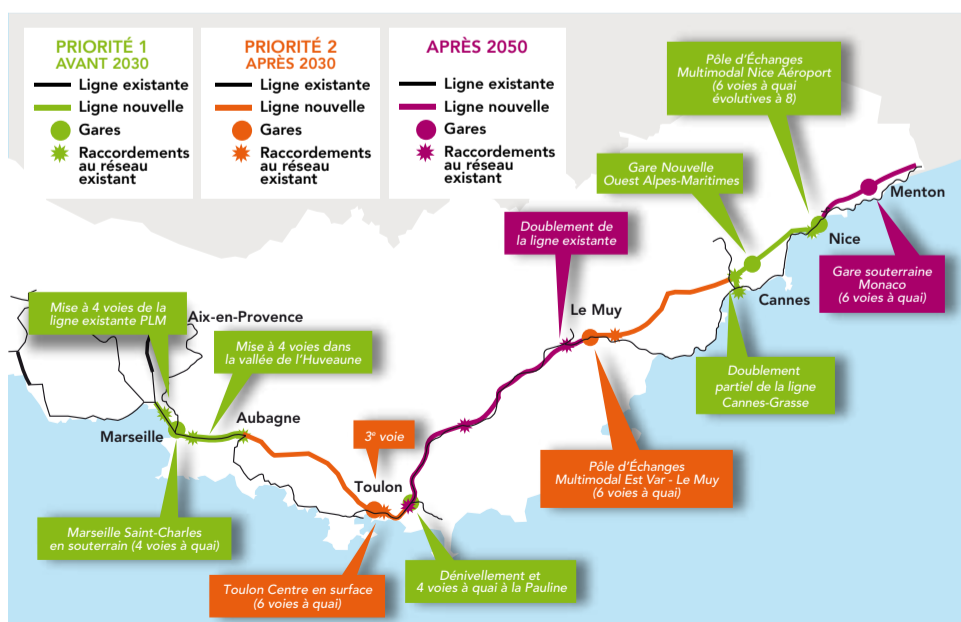 PRIORITÉ 1
AVANT 2030
Ligne existante
Ligne nouvelle
Gares
Raccordements
au réseau
existant
PRIORITÉ 2
APRÈS 2030
Ligne existante
Ligne nouvelle
Gares
Raccordements
au réseau
existant
APRÈS 2050
Ligne existante
Ligne nouvelle
Gares
Raccordements
au réseau
existant
Pôle d'Échanges
Multimodal Nice Aéroport
(6 voies à quai
évolutives à 8)
Gare Nouvelle
Ouest Alpes-Maritimes
Menton
Doublement de
la ligne existante
Nice
Gare souterraine
Monaco
(6 voies à quai)
Cannes
Mise à 4 voies de la
ligne existante PLM
Aix-en-Provence
Le Muy
Mise à 4 voies dans
la vallée de l'Huveaune
Doublement
partiel de la ligne
Cannes-Grasse
Aubagne
Marseille
3e voie
Pôle d'Échanges
Multimodal Est Var - Le Muy
(6 voies à quai)
Toulon
Marseille Saint-Charles
en souterrain (4 voies à quai)
Dénivellement et
4 voies à quai à la Pauline
Toulon Centre en surface
(6 voies à quai)